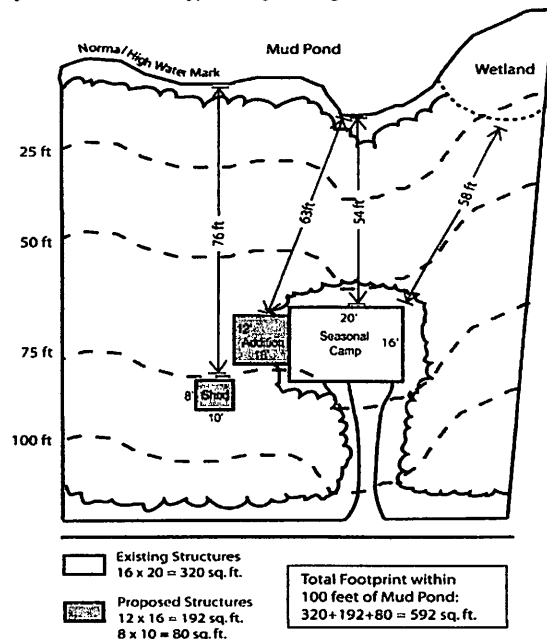 Normal High Water Mark
Mud Pond
Wetland
25 ft
50 ft
75 ft
100 ft
76 ft
63ft
54 ft
58 ft
12'
Addition
20'
Seasonal
Camp
16'
8'
Shed
10'
Existing Structures
16 x 20 = 320 sq. ft.
Proposed Structures
12 x 16 = 192 sq. ft.
8 x 10 = 80 sq. ft.
Total Footprint within
100 feet of Mud Pond:
320+192+80 = 592 sq. ft.